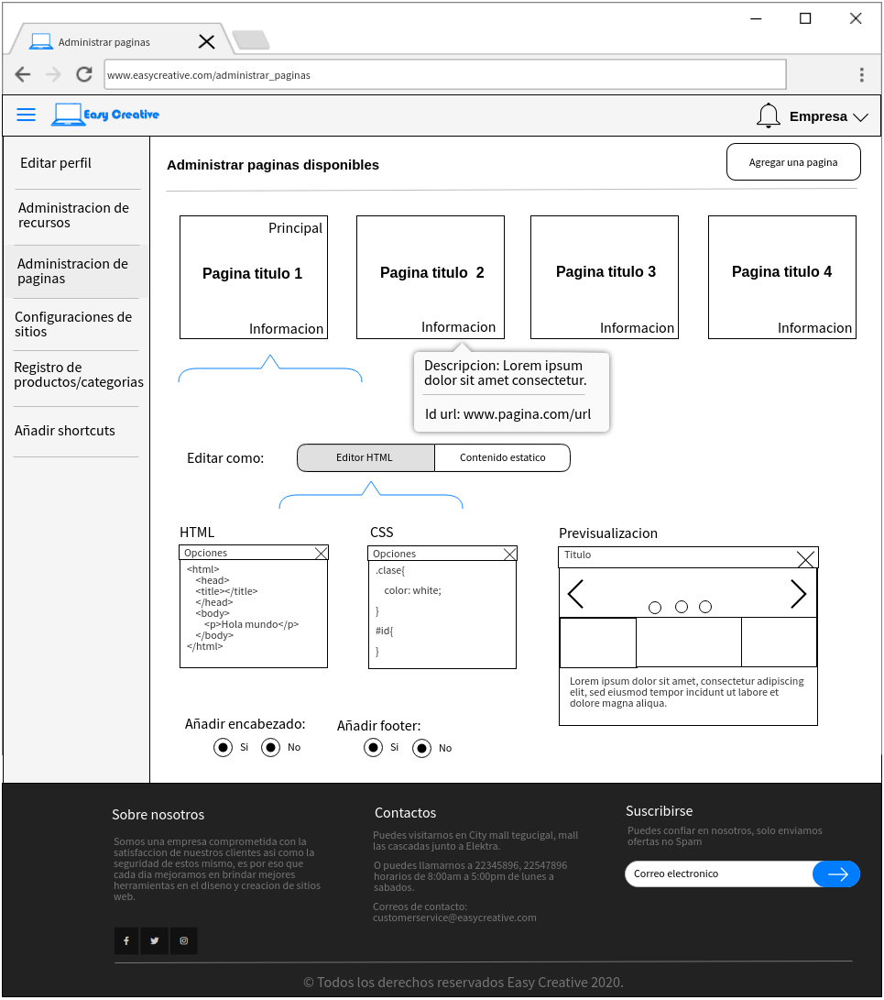 Administrar paginas
www.easycreative.com/administrar_paginas
Easy Creative
Empresa
Editar perfil
Administracion de
recursos
Administracion de
paginas
Configuraciones de
sitios
Registro de
productos/categorias
Añadir shortcuts
Administrar paginas disponibles
Agregar una pagina
Principal
Pagina titulo 1
Informacion
Pagina titulo  2
Informacion
Pagina titulo 3
Informacion
Pagina titulo 4
Informacion
Descripcion: Lorem ipsum
dolor sit amet consectetur.
Id url: www.pagina.com/url
Editar como:
Editor HTML
Contenido estatico
HTML
Opciones
<html>
<head>
<title></title>
</head>
<body>
<p>Hola mundo</p>
</body>
</html>
CSS
Opciones
.clase{
color: white;
}
#id{
}
Previsualizacion
Titulo
Lorem ipsum dolor sit amet, consectetur adipiscing
elit, sed eiusmod tempor incidunt ut labore et
dolore magna aliqua.
Añadir encabezado:
Si
No
Añadir footer:
Si
No
Sobre nosotros
Somos una empresa comprometida con la
satisfaccion de nuestros clientes asi como la
seguridad de estos mismo, es por eso que
cada dia mejoramos en brindar mejores
herramientas en el diseno y creacion de sitios
web.
Contactos
Puedes visitarnos en City mall tegucigal, mall
las cascadas junto a Elektra.
O puedes llamarnos a 22345896, 22547896
horarios de 8:00am a 5:00pm de lunes a
sabados.
Correos de contacto:
customerservice@easycreative.com
Suscribirse
Puedes confiar en nosotros, solo enviamos
ofertas no Spam
Correo electronico
© Todos los derechos reservados Easy Creative 2020.